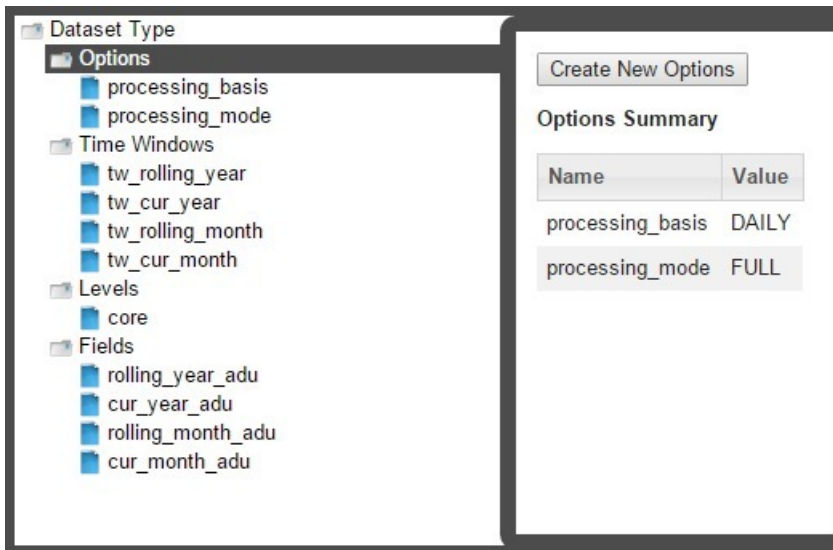 Dataset Type
Options
processing_basis
processing_mode
Time Windows
tw_rolling_year
tw_cur_year
tw_rolling_month
tw_cur_month
Levels
core
Fields
rolling_year_adu
cur_year_adu
rolling_month_adu
cur_month_adu
Create New Options
Options Summary
Name Value
processing_basis DAILY
processing_mode FULL